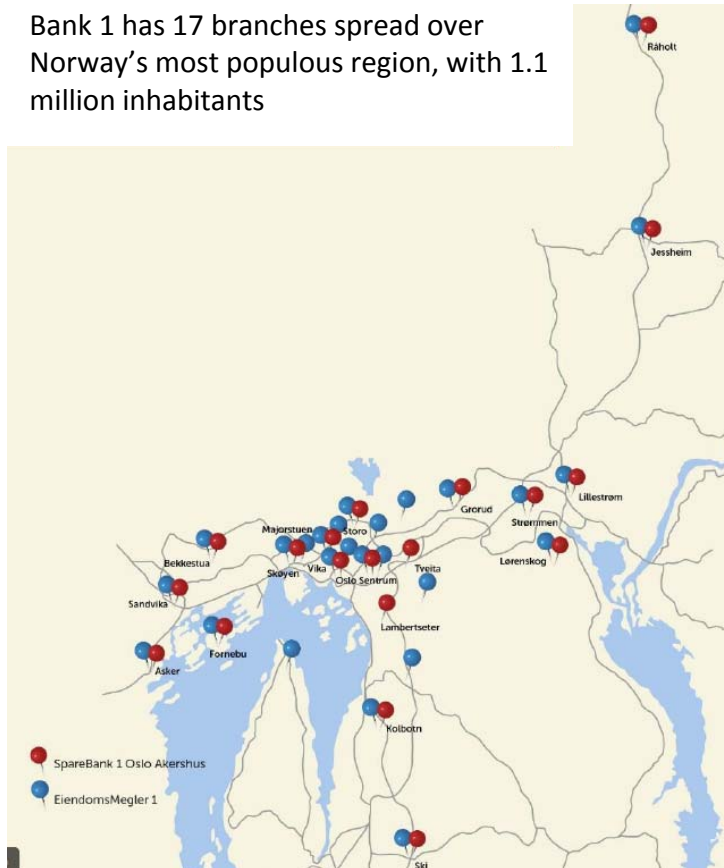 Bank 1 has 17 branches spread over
Norway’s most populous region, with 1.1
million inhabitants
Råholt
Jessheim
Lillestrøm
Grorud
Strømmen
Majorstuen
Storo
Lørenskog
Bekkestua
Skøyen
Vika
Oslo Sentrum
Tveita
Sandvika
Lambertseter
Fornebu
Asker
Kolbotn
SpareBank 1 Oslo Akershus
EiendomsMegler 1
Ski